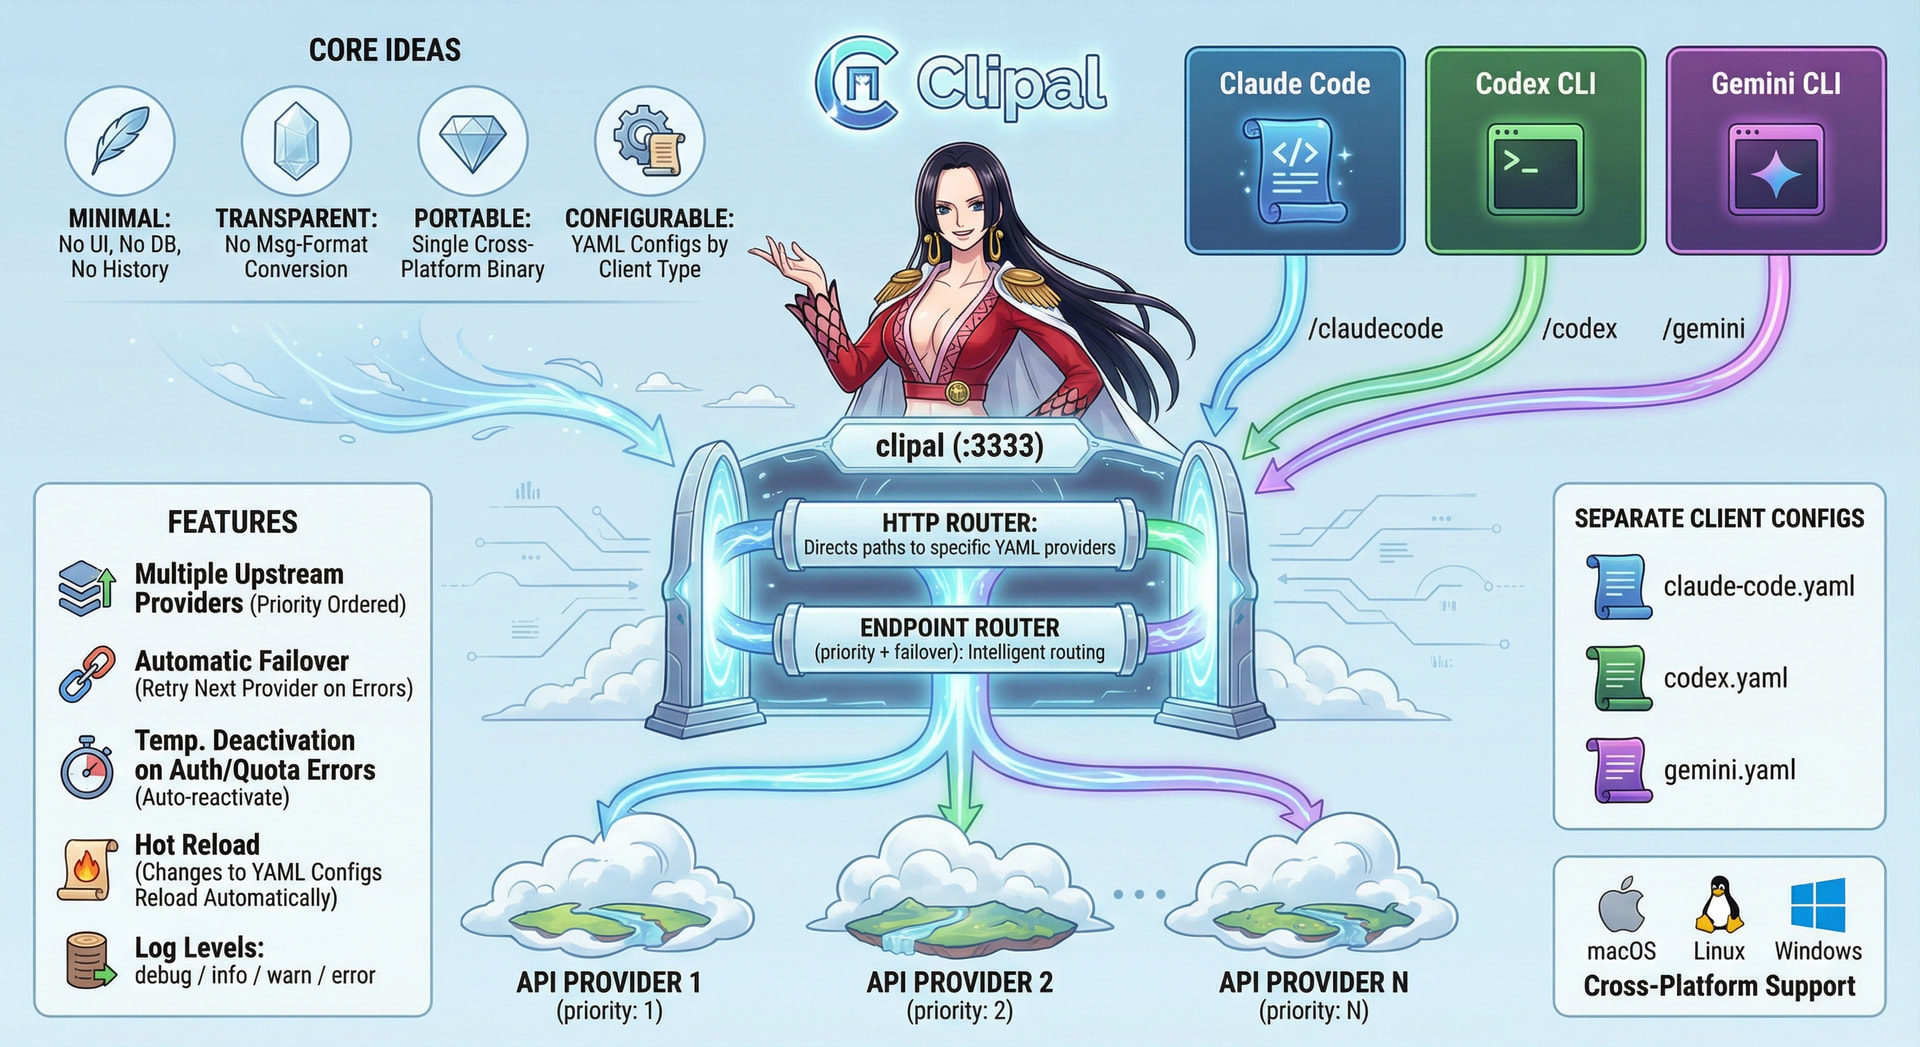 CORE IDEAS
MINIMAL:
No UI, No DB,
No History
TRANSPARENT:
No Msg-Format
Conversion
PORTABLE:
Single Cross-
Platform Binary
CONFIGURABLE:
YAML Configs by
Client Type
Clipal
Claude Code
</>
Codex CLI
>_
Gemini CLI
/claudecode
/codex
/gemini
clipal (:3333)
HTTP ROUTER:
Directs paths to specific YAML providers
ENDPOINT ROUTER
(priority + failover): Intelligent routing
FEATURES
Multiple Upstream
Providers (Priority Ordered)
Automatic Failover
(Retry Next Provider on Errors)
Temp. Deactivation
on Auth/Quota Errors
(Auto-reactivate)
Hot Reload
(Changes to YAML Configs
Reload Automatically)
Log Levels:
debug / info / warn / error
API PROVIDER 1
(priority: 1)
API PROVIDER 2
(priority: 2)
API PROVIDER N
(priority: N)
SEPARATE CLIENT CONFIGS
claude-code.yaml
codex.yaml
gemini.yaml
macOS
Linux
Windows
Cross-Platform Support